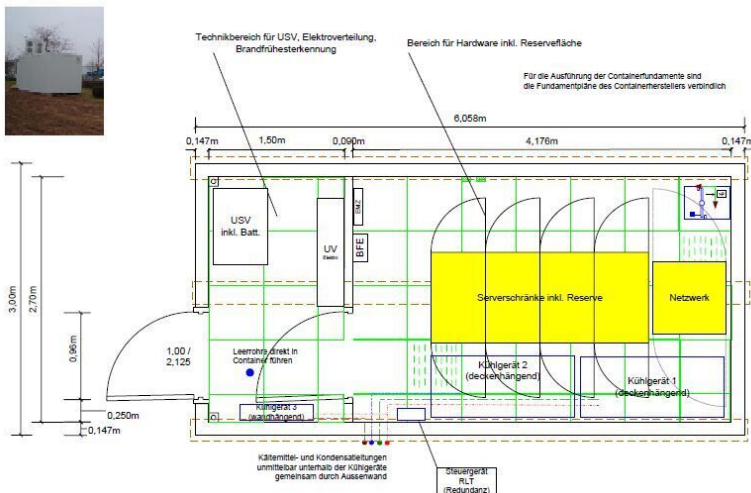 Technikbereich für USV, Elektroverteilung,
Brandfrühesterkennung
Bereich für Hardware inkl. Reservefläche
Für die Ausführung der Containerfundamente sind
die Fundamentpläne des Containerherstellers verbindlich
6,058m
0,147m
1,50m
0,090m
4,176m
0,147m
USV
inkl. Batt.
UV
Elektro
EMZ
BFE
3,00m
2,70m
Serverschränke inkl. Reserve
Netzwerk
0,96m
1,00 /
2,125
Leerrohre direkt in
Container führen
Kühlgerät 2
(deckenhängend)
Kühlgerät 1
(deckenhängend)
0,250m
Kühlgerät 3
(wandhängend)
0,147m
Kältemittel- und Kondensatleitungen
unmittelbar unterhalb der Kühlgeräte
gemeinsam durch Aussenwand
Steuergerät
RLT
(Redundanz)